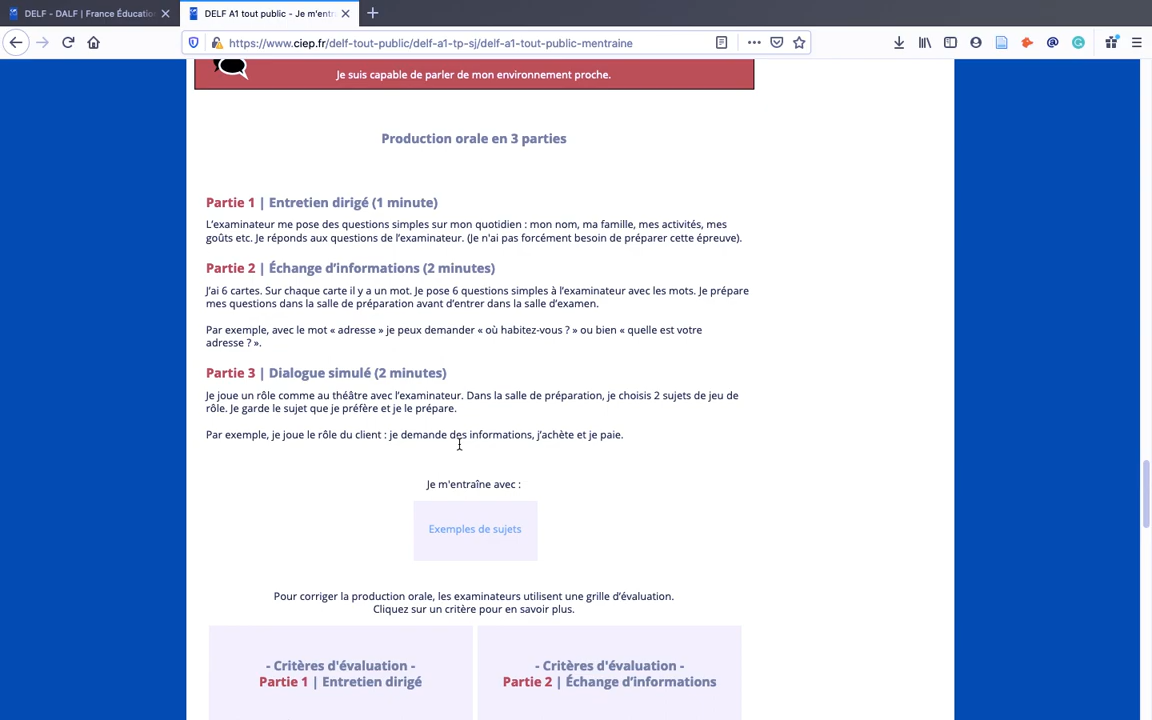 DELF - DALF | France Éducatio
DELF A1 tout public - Je m'entr
https://www.ciep.fr/delf-tout-public/delf-a1-tp-sj/delf-a1-tout-public-mentraine
Je suis capable de parler de mon environnement proche.
Production orale en 3 parties
Partie 1 | Entretien dirigé (1 minute)
L’examinateur me pose des questions simples sur mon quotidien : mon nom, ma famille, mes activités, mes
goûts etc. Je réponds aux questions de l’examinateur. (Je n'ai pas forcément besoin de préparer cette épreuve).
Partie 2 | Échange d’informations (2 minutes)
J’ai 6 cartes. Sur chaque carte il y a un mot. Je pose 6 questions simples à l’examinateur avec les mots. Je prépare
mes questions dans la salle de préparation avant d’entrer dans la salle d’examen.
Par exemple, avec le mot « adresse » je peux demander « où habitez-vous ? » ou bien « quelle est votre
adresse ? ».
Partie 3 | Dialogue simulé (2 minutes)
Je joue un rôle comme au théâtre avec l’examinateur. Dans la salle de préparation, je choisis 2 sujets de jeu de
rôle. Je garde le sujet que je préfère et je le prépare.
Par exemple, je joue le rôle du client : je demande des informations, j’achète et je paie.
Je m'entraîne avec :
Exemples de sujets
Pour corriger la production orale, les examinateurs utilisent une grille d’évaluation.
Cliquez sur un critère pour en savoir plus.
- Critères d'évaluation -
Partie 1 | Entretien dirigé
- Critères d'évaluation -
Partie 2 | Échange d’informations